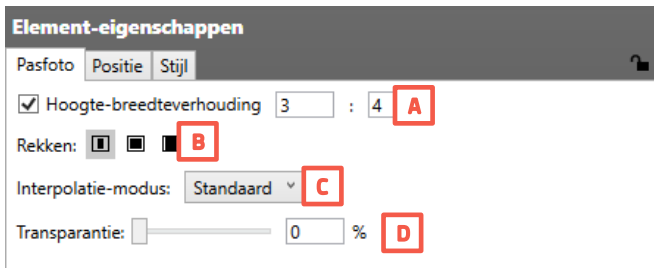 Element-eigenschappen
Pasfoto Positie Stijl
Hoogte-breedteverhouding 3 : 4 A
Rekken: B
Interpolatie-modus: Standaard C
Transparantie: 0 % D